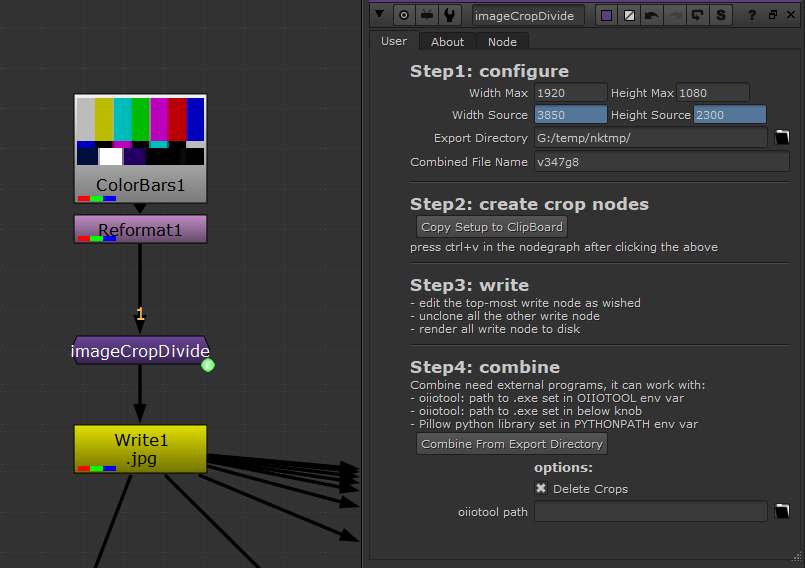 ColorBars1
Reformat1
1
imageCropDivide
Write1
.jpg
imageCropDivide
S
?
User
About
Node
Step1: configure
Width Max 1920 Height Max 1080
Width Source 3850 Height Source 2300
Export Directory G:/temp/nktmp/
Combined File Name v347g8
Step2: create crop nodes
Copy Setup to ClipBoard
press ctrl+v in the nodegraph after clicking the above
Step3: write
- edit the top-most write node as wished
- unclone all the other write node
- render all write node to disk
Step4: combine
Combine need external programs, it can work with:
- oiiotool: path to .exe set in OIIOTOOL env var
- oiiotool: path to .exe set in below knob
- Pillow python library set in PYTHONPATH env var
Combine From Export Directory
options:
Delete Crops
oiiotool path